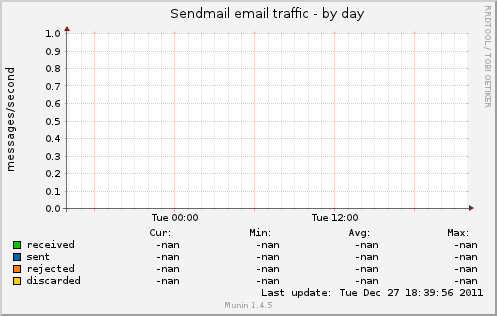 Sendmail email traffic - by day
RRDTOOL / TOBI OETIKER
messages/second
1.0
0.9
0.8
0.7
0.6
0.5
0.4
0.3
0.2
0.1
0.0
Tue 00:00 Tue 12:00
Cur: Min: Avg: Max:
received -nan -nan -nan -nan
sent -nan -nan -nan -nan
rejected -nan -nan -nan -nan
discarded -nan -nan -nan -nan
Last update: Tue Dec 27 18:39:56 2011
Munin 1.4.5